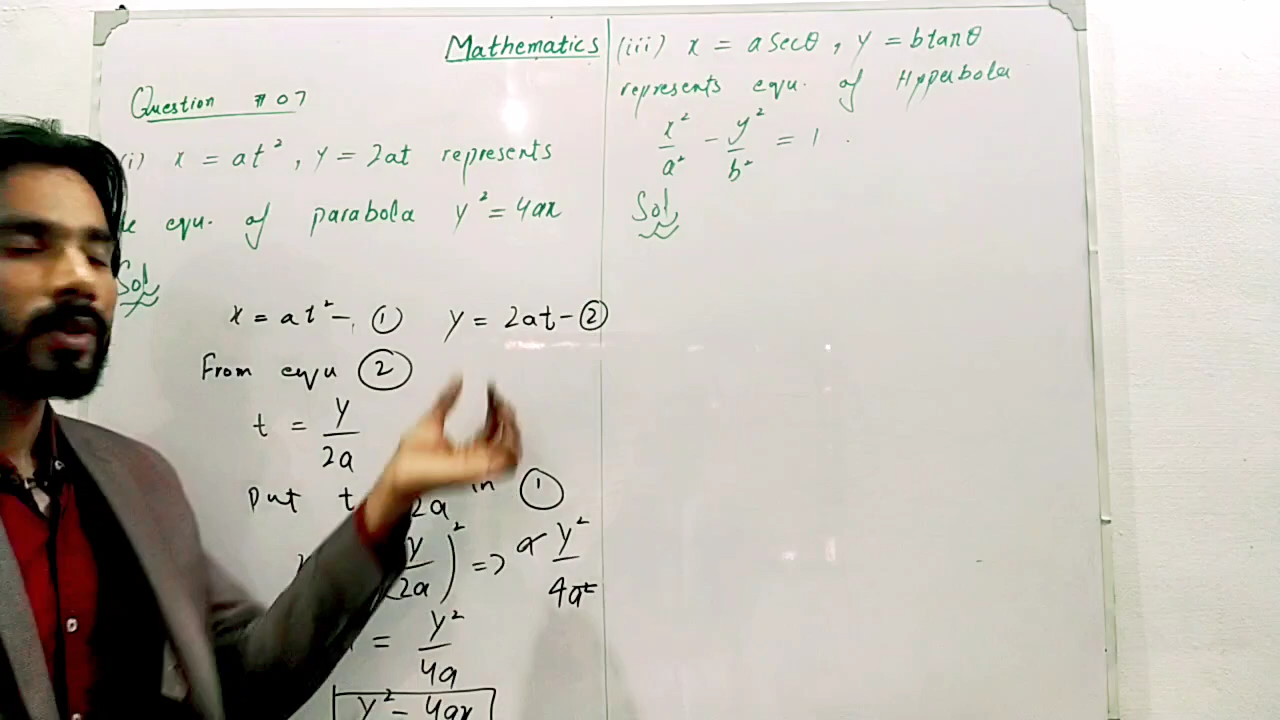 Mathematics
Question # 07
(i) x = at², y = 2at represents
equ. of parabola y² = 4ax
Sol
x = at² – ① y = 2at – ②
From equ ②
t = y/2a
Put t 2a in ①
(y/2a)² => a y²/4a²
= y²/4a
y² – 4ax
(iii) x = a secθ, y = b tanθ
represents equ. of Hyperbola
x²/a² – y²/b² = 1.
Sol